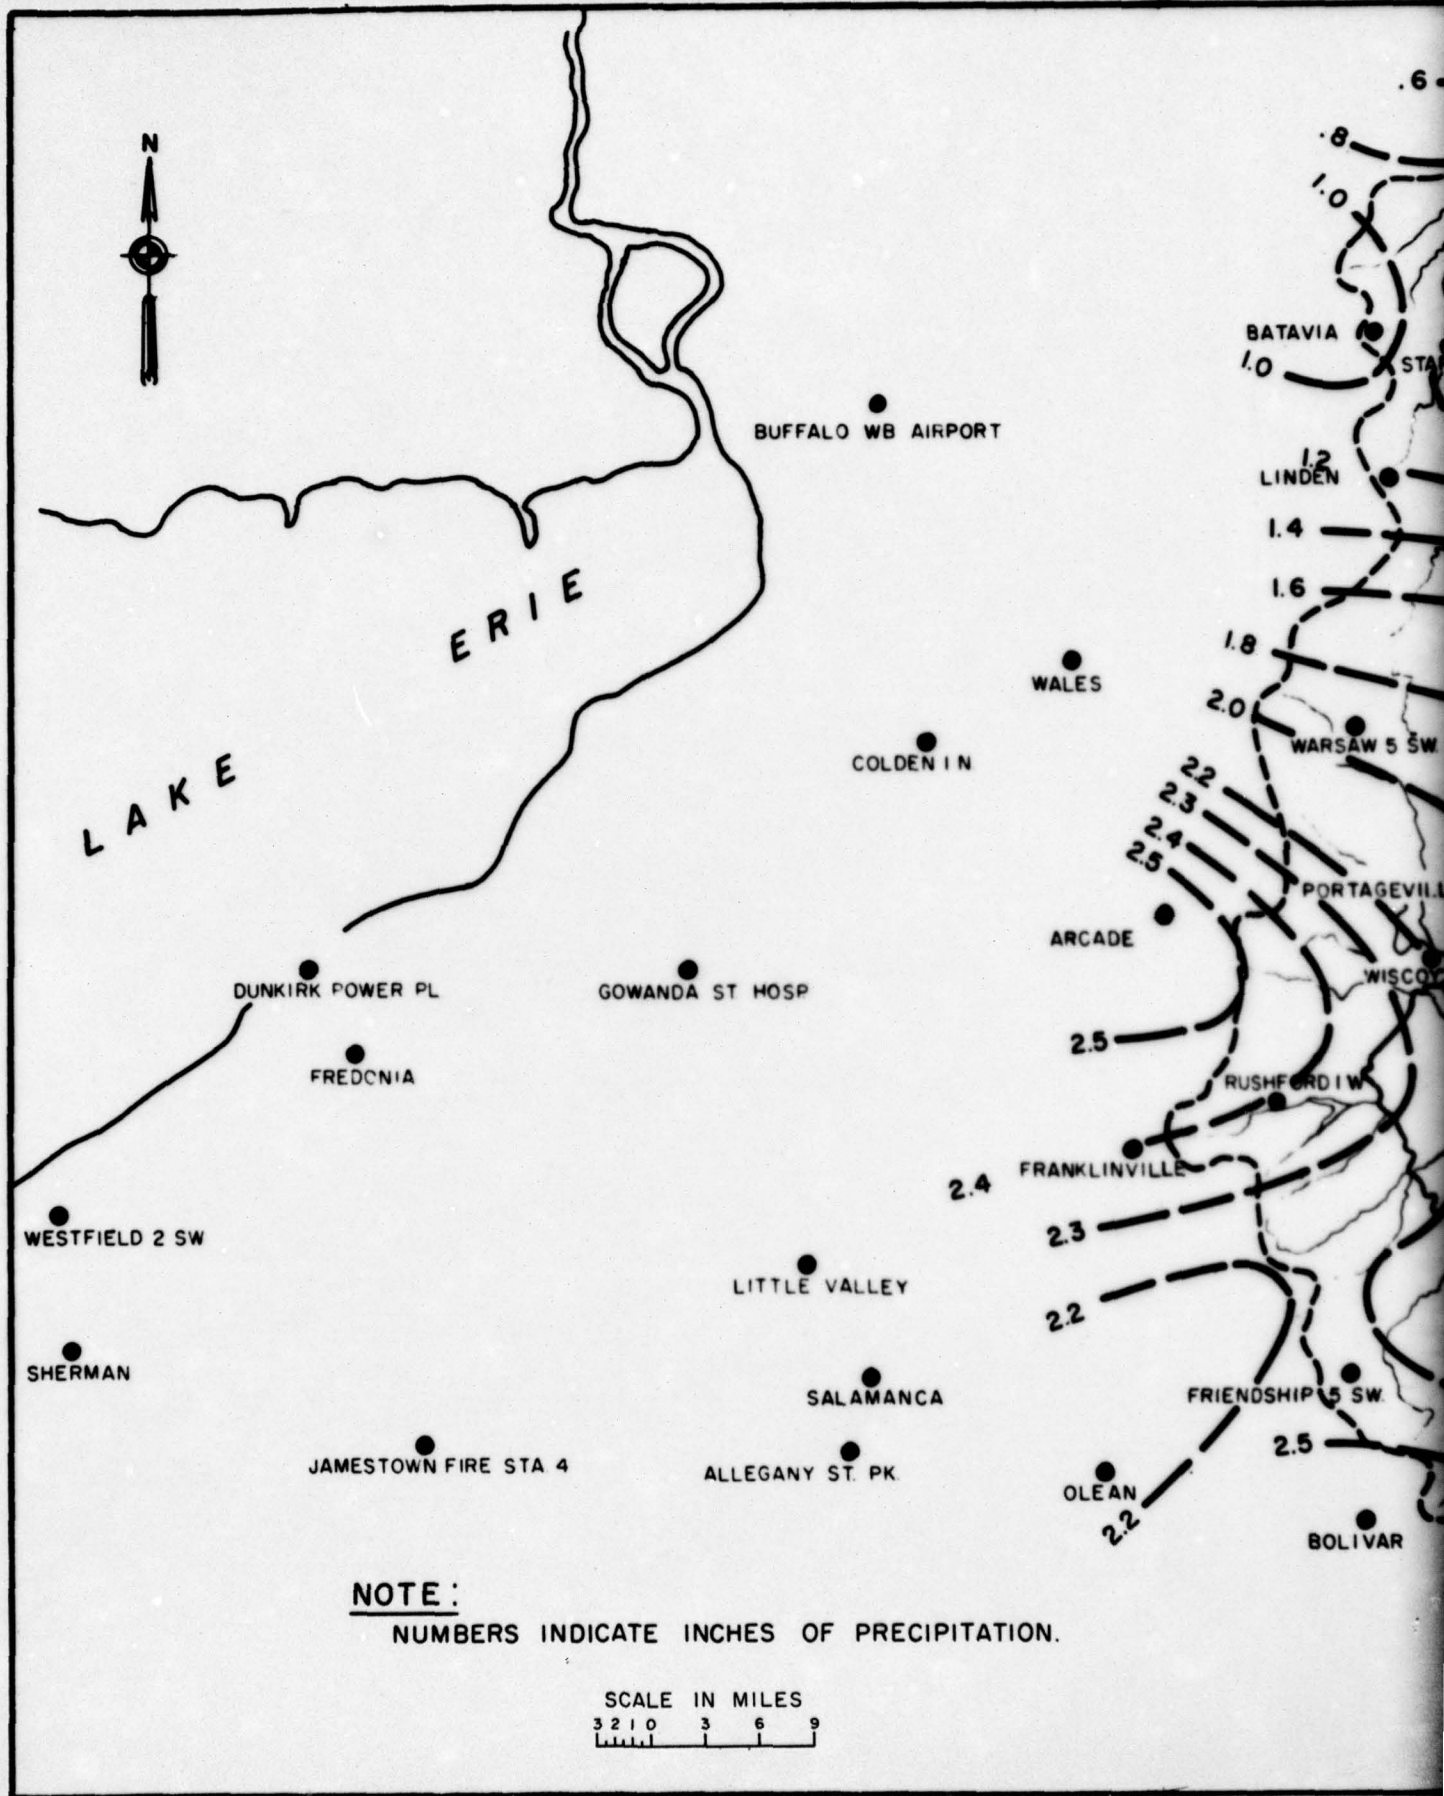 .6
.8
N
1.0
BATAVIA
1.0
STA
BUFFALO WB AIRPORT
1.2
LINDEN
1.4
ERIE
1.6
1.8
WALES
2.0
WARSAW 5 SW.
COLDEN 1 N
LAKE
2.2
2.3
2.4
2.5
PORTAGEVILL
ARCADE
WISCOY
DUNKIRK POWER PL
GOWANDA ST HOSP
2.5
FREDONIA
RUSHFORD 1 W
FRANKLINVILLE
2.4
2.3
WESTFIELD 2 SW
LITTLE VALLEY
2.2
SHERMAN
SALAMANCA
FRIENDSHIP 5 SW.
2.5
JAMESTOWN FIRE STA. 4
ALLEGANY ST. PK.
OLEAN
2.2
BOLIVAR
NOTE:
NUMBERS INDICATE INCHES OF PRECIPITATION.
SCALE IN MILES
3 2 1 0 3 6 9